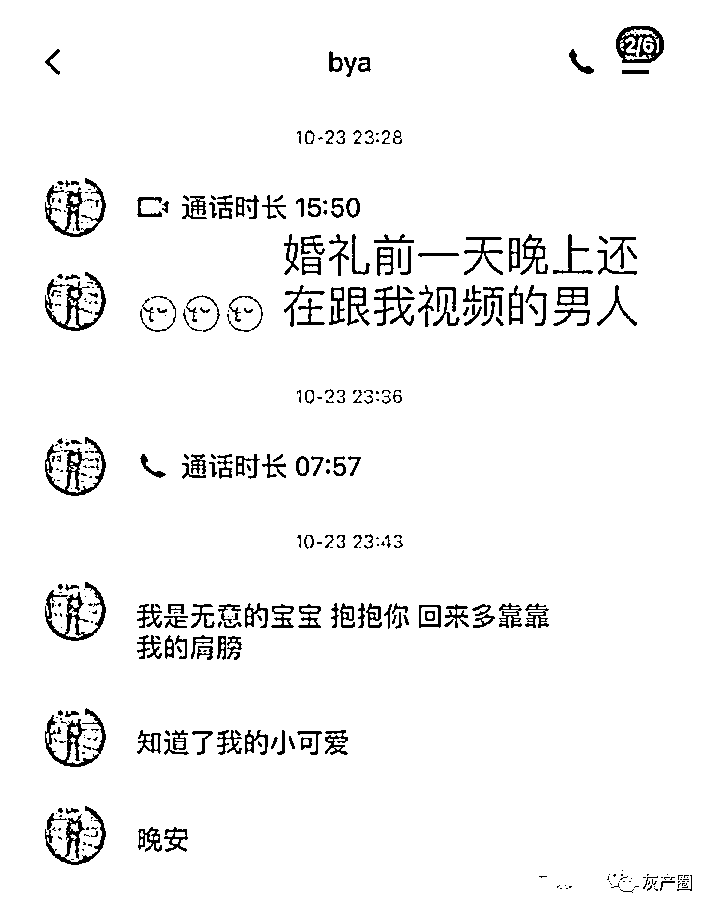 bya
2/6
10-23 23:28
通话时长 15:50
婚礼前一天晚上还
在跟我视频的男人
10-23 23:36
通话时长 07:57
10-23 23:43
我是无意的宝宝 抱抱你 回来多靠靠
我的肩膀
知道了我的小可爱
晚安
灰产圈